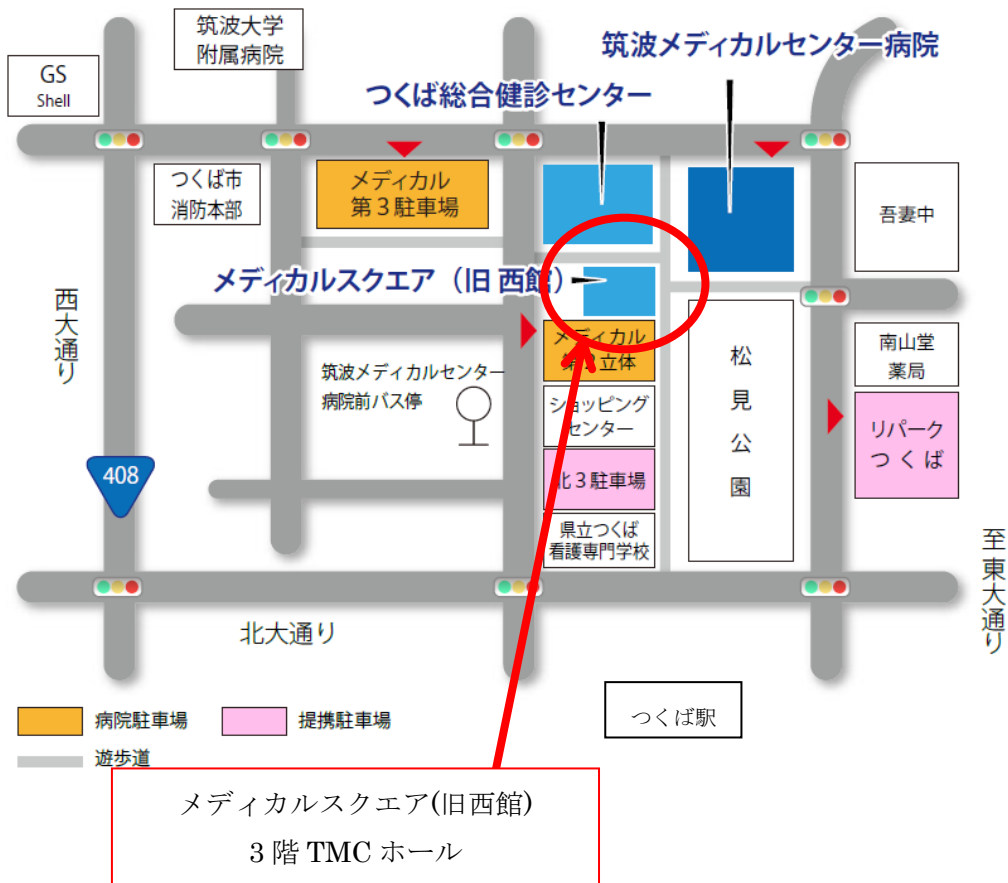 筑波大学
附属病院
GS
Shell
筑波メディカルセンター病院
つくば総合健診センター
つくば市
消防本部
メディカル
第３駐車場
吾妻中
メディカルスクエア（旧 西館）
西大通り
メディカル
第２立体
松見公園
南山堂
薬局
筑波メディカルセンター
病院前バス停
ショッピング
センター
リパーク
つくば
408
北３駐車場
県立つくば
看護専門学校
至東大通り
北大通り
病院駐車場
提携駐車場
つくば駅
遊歩道
メディカルスクエア(旧西館)
３階 TMC ホール